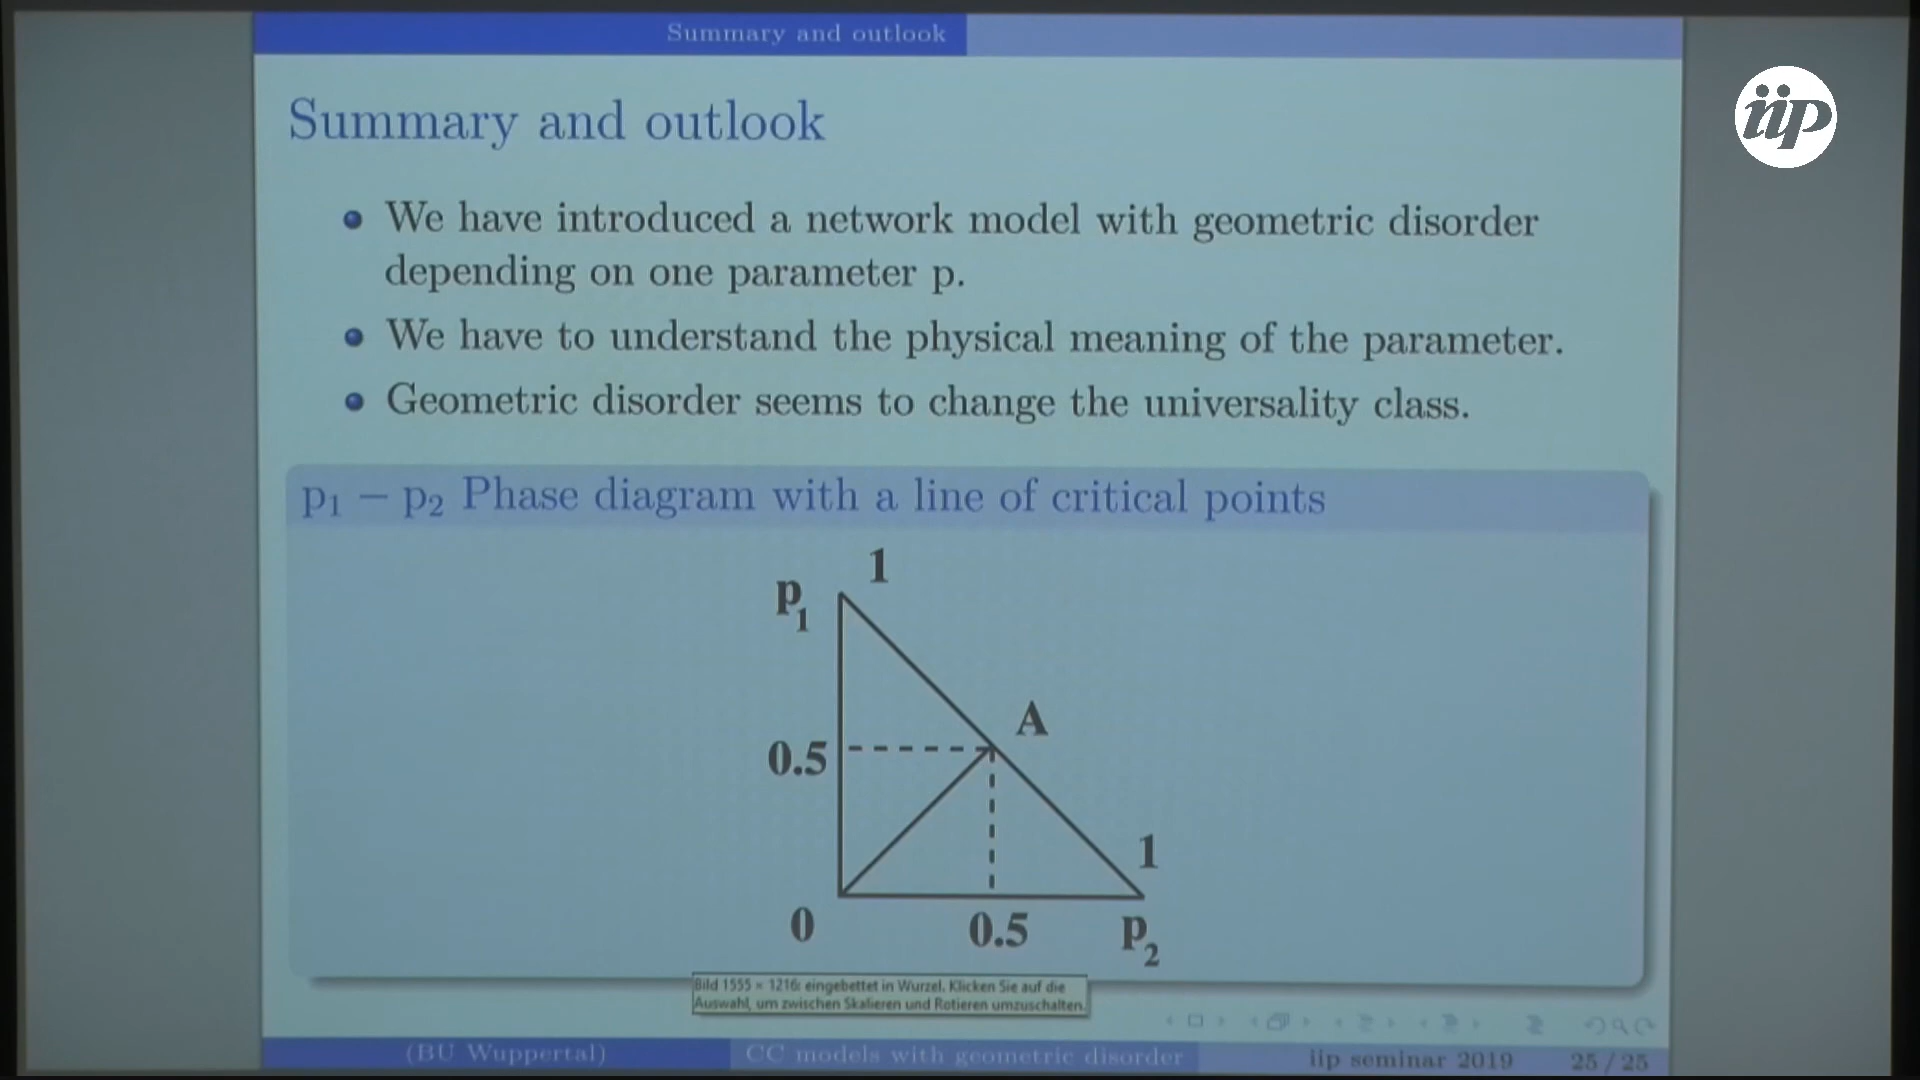 Summary and outlook
iip
Summary and outlook
We have introduced a network model with geometric disorder
depending on one parameter p.
We have to understand the physical meaning of the parameter.
Geometric disorder seems to change the universality class.
p₁ − p₂ Phase diagram with a line of critical points
1
p₁
A
0.5
1
0
0.5
p₂
Bild 1555 × 1216: eingebettet in Wurzel. Klicken Sie auf die
Auswahl, um zwischen Skalieren und Rotieren umzuschalten.
(BU Wuppertal)
CC models with geometric disorder
iip seminar 2019
25 / 25